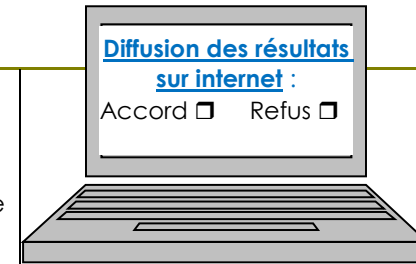 Diffusion des résultats
sur internet :
Accord ❒ Refus ❒
e